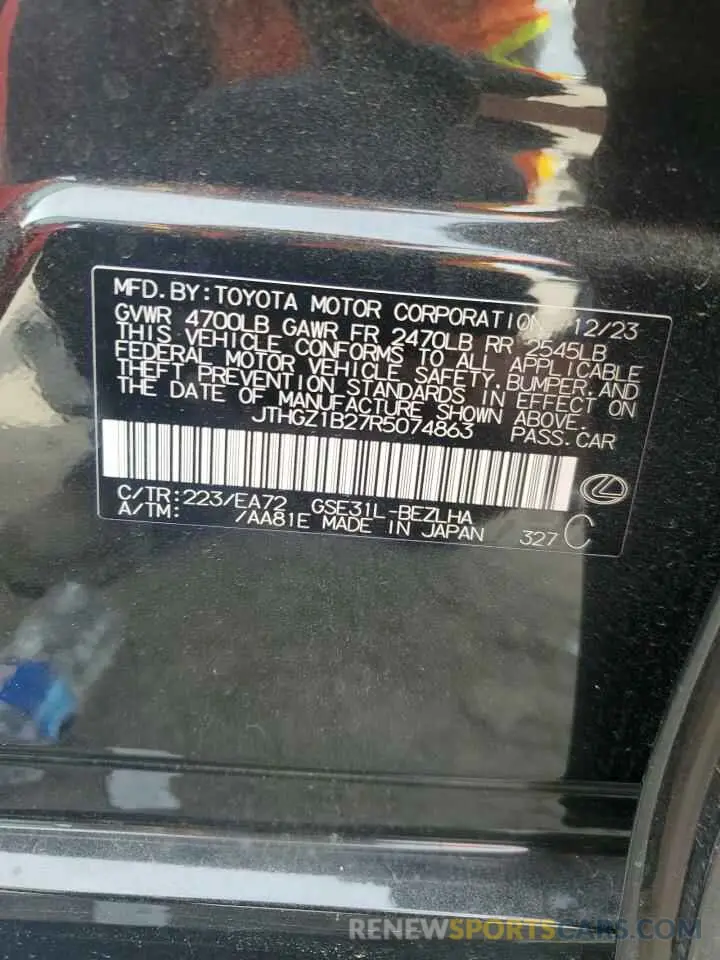 MFD.BY:TOYOTA MOTOR CORPORATION 12/23
GVWR 4700LB GAWR FR 2470LB RR 2545LB
THIS VEHICLE CONFORMS TO ALL APPLICABLE
FEDERAL MOTOR VEHICLE SAFETY,BUMPER,AND
THEFT PREVENTION STANDARDS IN EFFECT ON
THE DATE OF MANUFACTURE SHOWN ABOVE.
JTHGZ1B27R5074863 PASS.CAR
C/TR:223/EA72 GSE31L-BEZLHA
A/TM: /AA81E MADE IN JAPAN 327 C
RENEWSPORTSCARS.COM